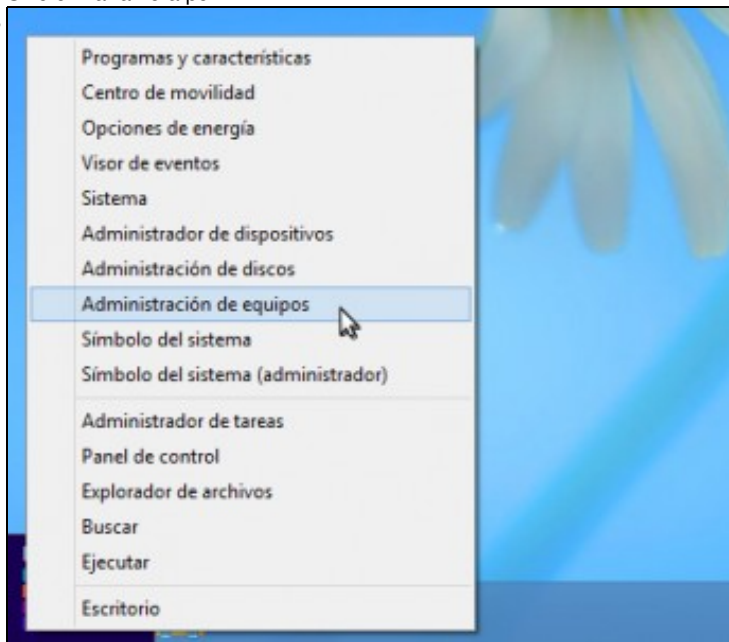 Programas y características
Centro de movilidad
Opciones de energía
Visor de eventos
Sistema
Administrador de dispositivos
Administración de discos
Administración de equipos
Símbolo del sistema
Símbolo del sistema (administrador)
Administrador de tareas
Panel de control
Explorador de archivos
Buscar
Ejecutar
Escritorio